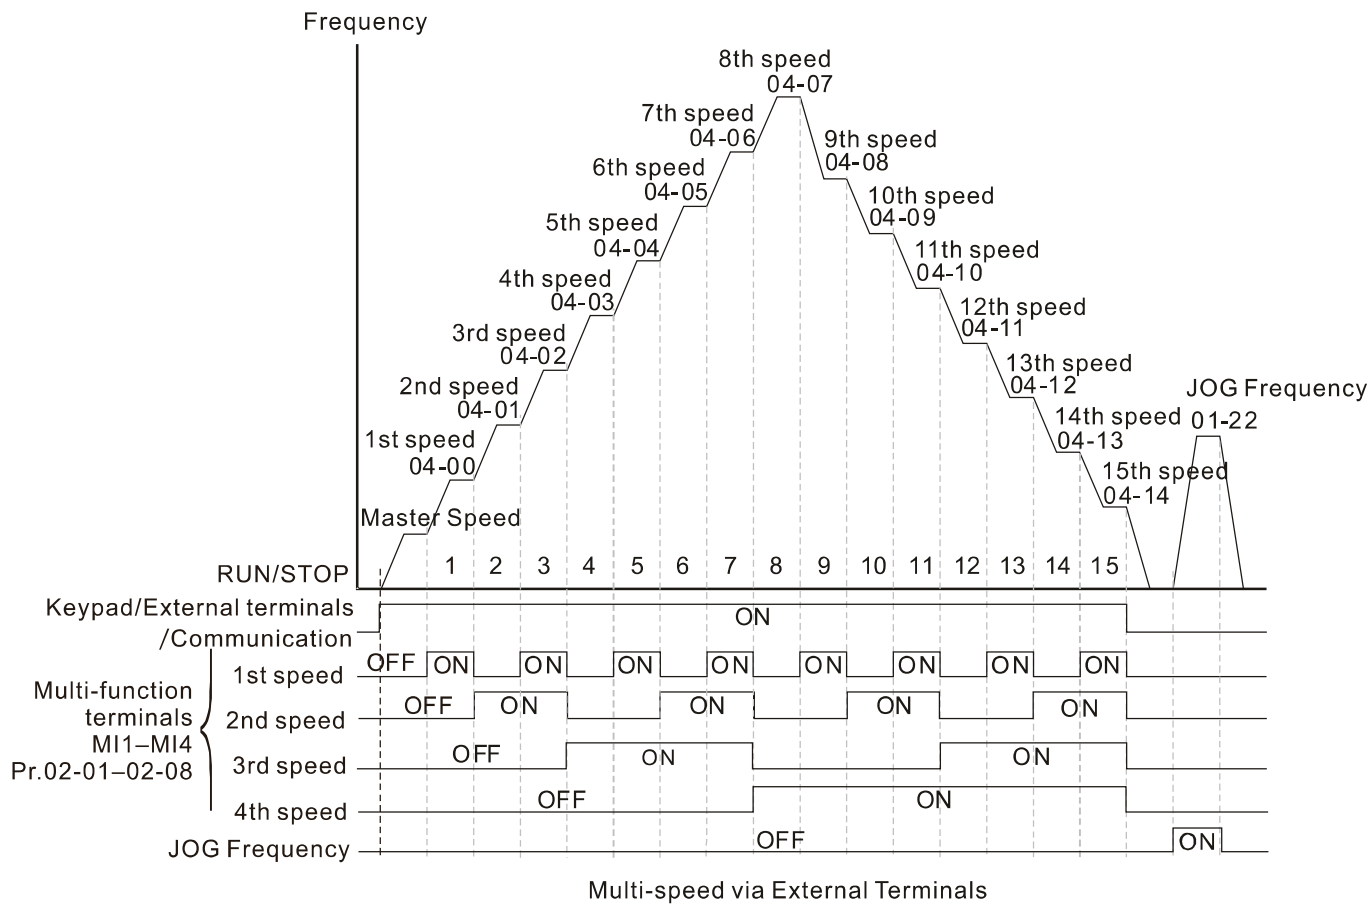 Frequency
8th speed
04-07
7th speed
04-06
9th speed
04-08
6th speed
04-05
10th speed
04-09
5th speed
04-04
11th speed
04-10
4th speed
04-03
12th speed
04-11
3rd speed
04-02
13th speed
04-12
2nd speed
04-01
JOG Frequency
01-22
14th speed
04-13
1st speed
04-00
15th speed
04-14
Master Speed
RUN/STOP 1 2 3 4 5 6 7 8 9 10 11 12 13 14 15
Keypad/External terminals
/Communication
ON
Multi-function
terminals
MI1–MI4
Pr.02-01–02-08
1st speed OFF ON ON ON ON ON ON ON ON
2nd speed OFF ON ON ON ON
3rd speed OFF ON ON
4th speed OFF ON
JOG Frequency OFF ON
Multi-speed via External Terminals